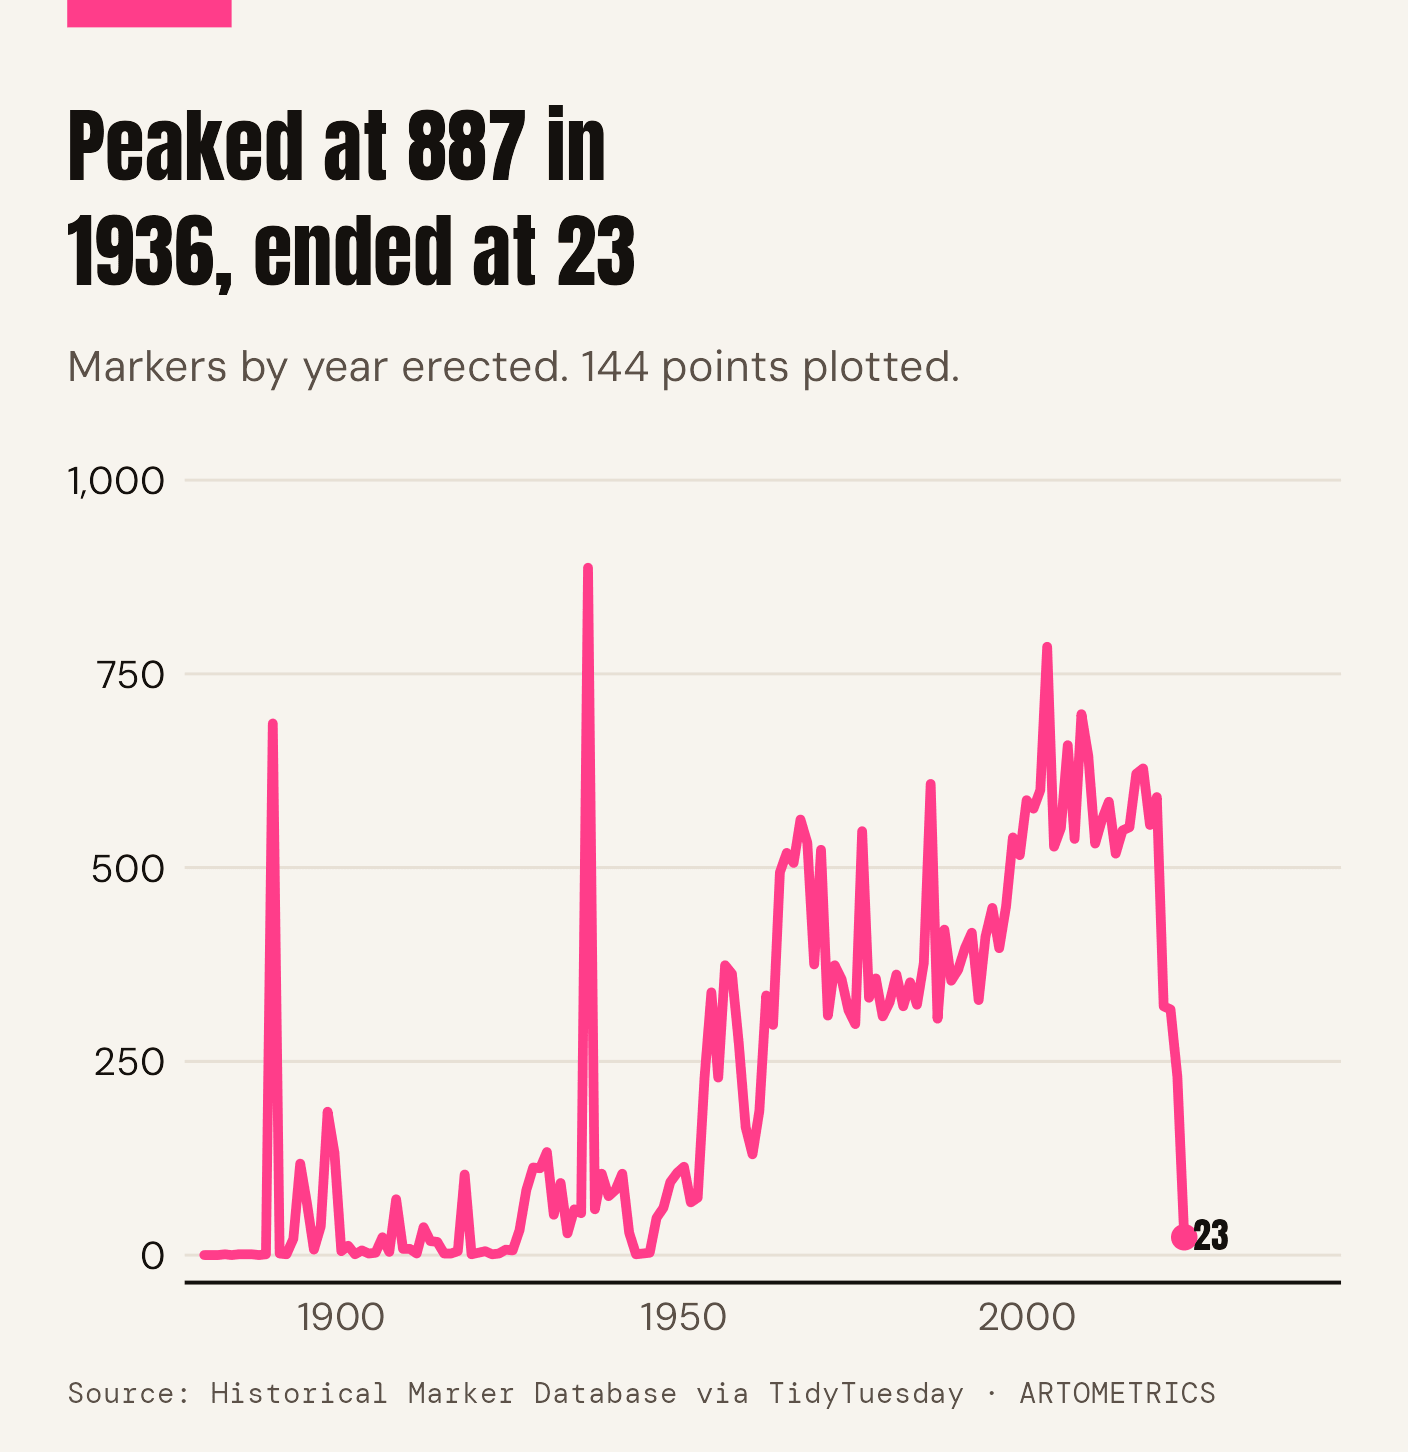 Peaked at 887 in
1936, ended at 23
Markers by year erected. 144 points plotted.
1,000
750
500
250
0
23
1900
1950
2000
Source: Historical Marker Database via TidyTuesday · ARTOMETRICS